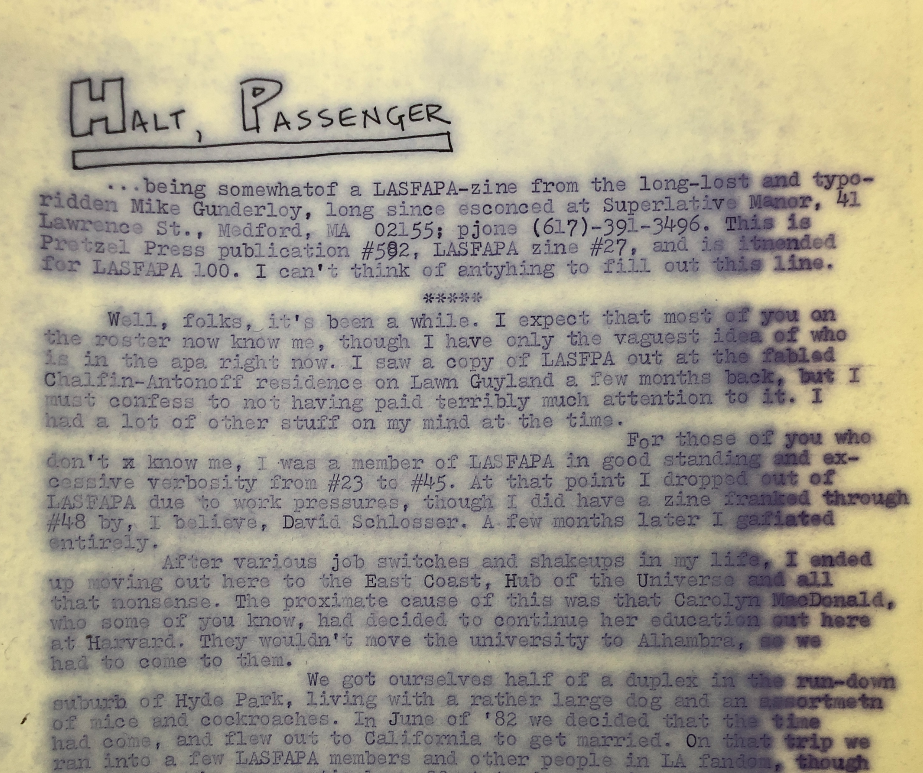 HALT, PASSENGER
...being somewhatof a LASFAPA-zine from the long-lost and typo-
ridden Mike Gunderloy, long since esconced at Superlative Manor, 41
Lawrence St., Medford, MA 02155; pjone (617)-391-3496. This is
Pretzel Press publication #592, LASFAPA zine #27, and is itnended
for LASFAPA 100. I can't think of antyhing to fill out this line.
*****
Well, folks, it's been a while. I expect that most of you on
the roster now know me, though I have only the vaguest idea of who
is in the apa right now. I saw a copy of LASFPA out at the fabled
Chalfin-Antonoff residence on Lawn Guyland a few months back, but I
must confess to not having paid terribly much attention to it. I
had a lot of other stuff on my mind at the time.
For those of you who
don't x know me, I was a member of LASFAPA in good standing and ex-
cessive verbosity from #23 to #45. At that point I dropped out of
LASFAPA due to work pressures, though I did have a zine franked through
#48 by, I believe, David Schlosser. A few months later I gafiated
entirely.
After various job switches and shakeups in my life, I ended
up moving out here to the East Coast, Hub of the Universe and all
that nonsense. The proximate cause of this was that Carolyn MacDonald,
who some of you know, had decided to continue her education out here
at Harvard. They wouldn't move the university to Alhambra, so we
had to come to them.
We got ourselves half of a duplex in the run-down
suburb of Hyde Park, living with a rather large dog and an assortmetn
of mice and cockroaches. In June of '82 we decided that the time
had come, and flew out to California to get married. On that trip we
ran into a few LASFAPA members and other people in LA fandom, though